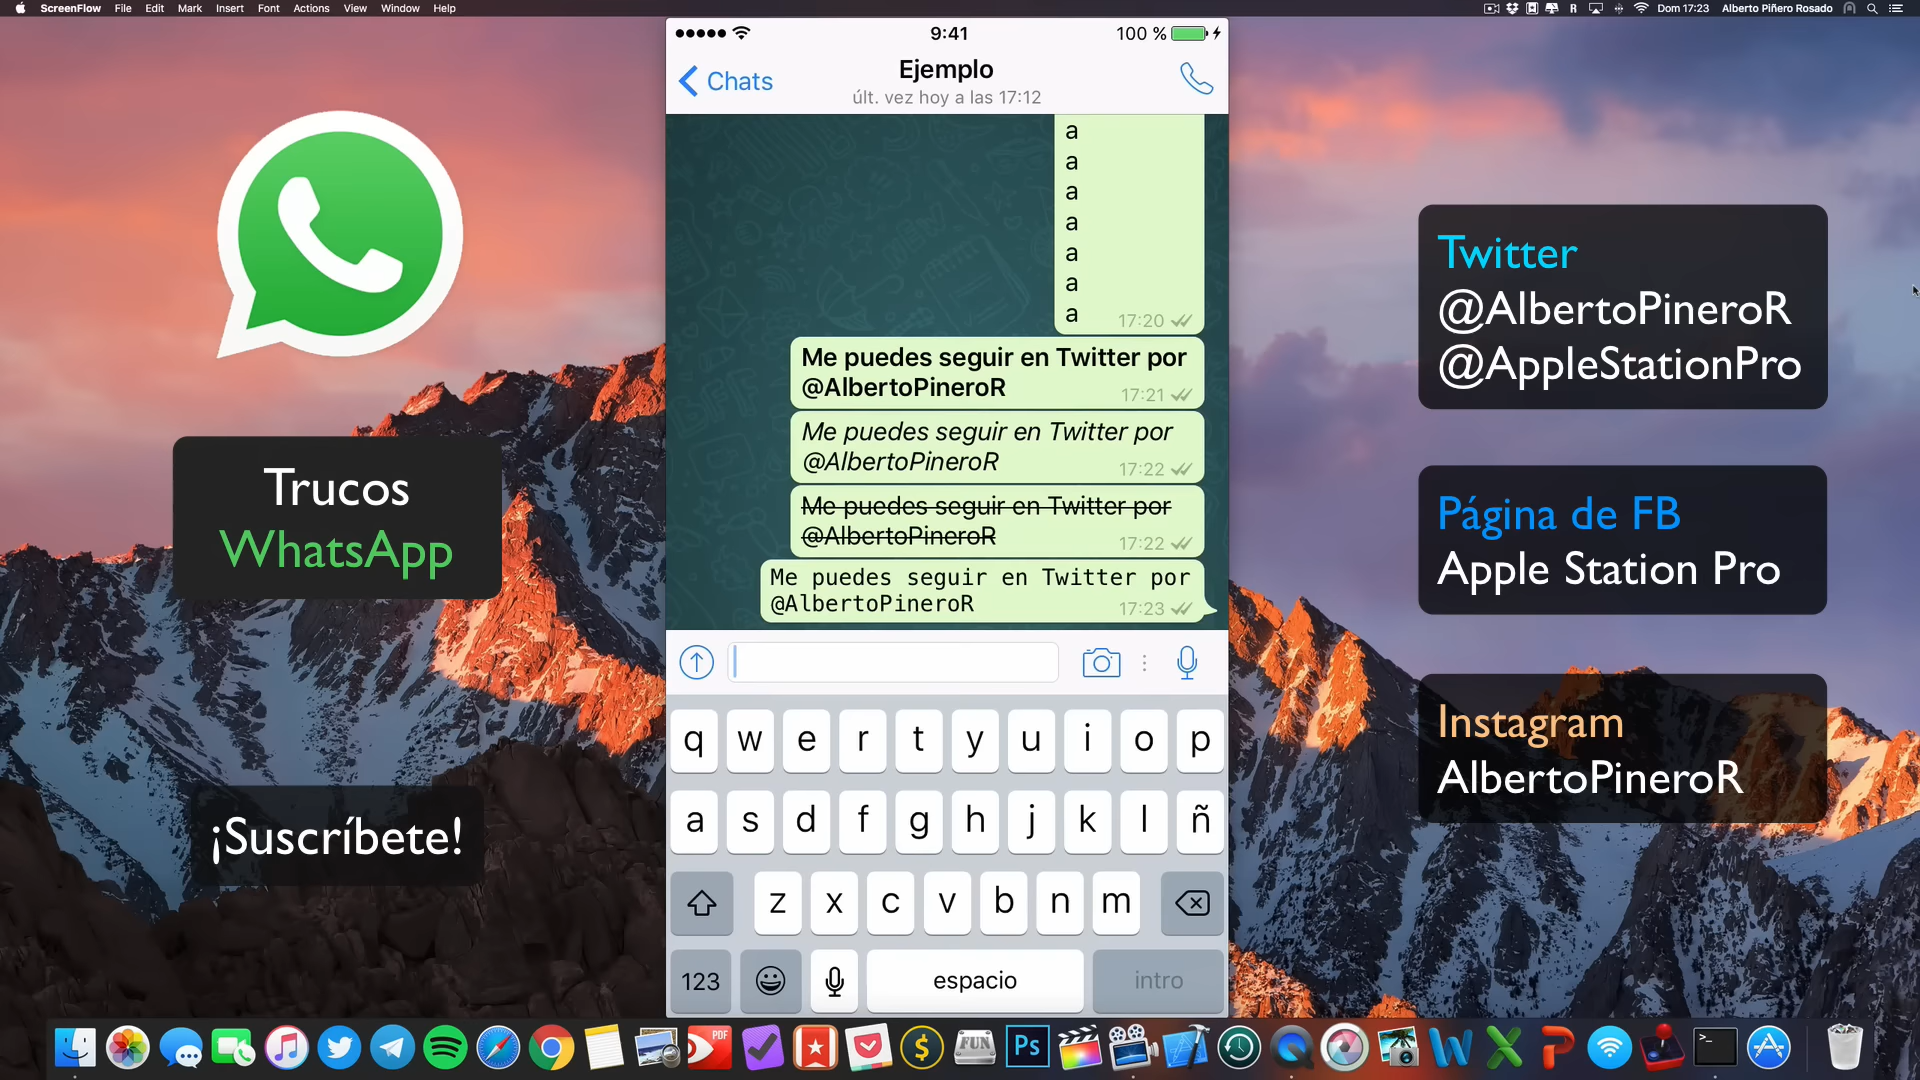 ScreenFlow File Edit Mark Insert Font Actions View Window Help
Dom 17:23 Alberto Piñero Rosado
9:41
100 %
Chats
Ejemplo
últ. vez hoy a las 17:12
a
a
a
a
a
a
a
17:20
Me puedes seguir en Twitter por
@AlbertoPineroR
17:21
Me puedes seguir en Twitter por
@AlbertoPineroR
17:22
Me puedes seguir en Twitter por
@AlbertoPineroR
17:22
Me puedes seguir en Twitter por
@AlbertoPineroR
17:23
q w e r t y u i o p
a s d f g h j k l ñ
z x c v b n m
123 espacio intro
Trucos
WhatsApp
¡Suscríbete!
Twitter
@AlbertoPineroR
@AppleStationPro
Página de FB
Apple Station Pro
Instagram
AlbertoPineroR
PDF
FUN
Ps